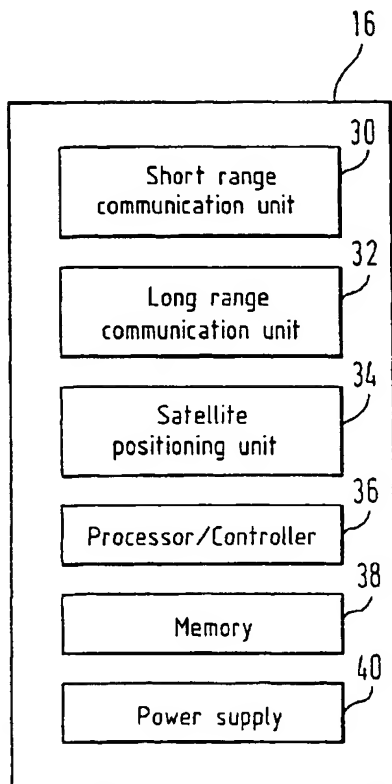 16
30
Short range
communication unit
32
Long range
communication unit
34
Satellite
positioning unit
36
Processor/Controller
38
Memory
40
Power supply